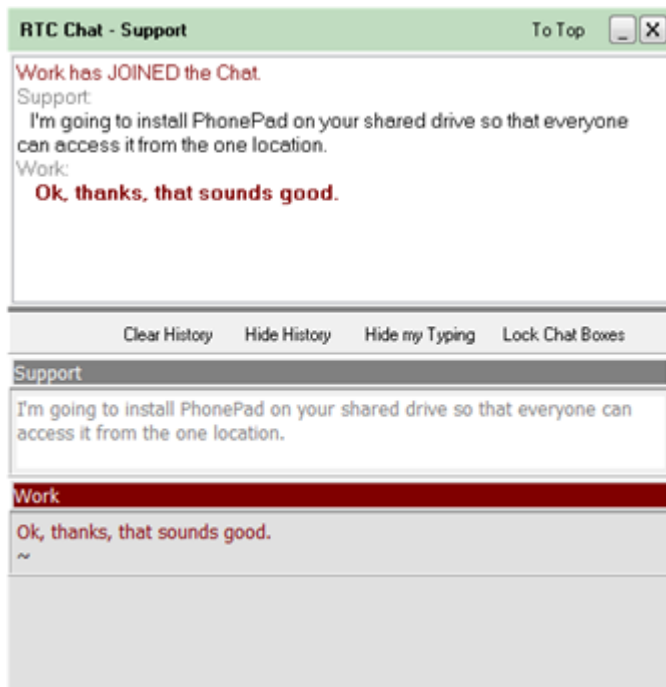 RTC Chat - Support To Top _ X
Work has JOINED the Chat.
Support:
I'm going to install PhonePad on your shared drive so that everyone
can access it from the one location.
Work:
Ok, thanks, that sounds good.
Clear History Hide History Hide my Typing Lock Chat Boxes
Support
I'm going to install PhonePad on your shared drive so that everyone can
access it from the one location.
Work
Ok, thanks, that sounds good.
~